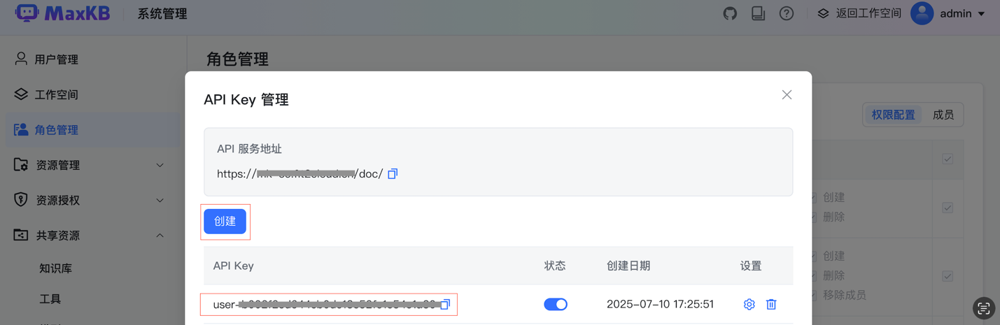 MaxKB 系统管理 返回工作空间 admin
用户管理
工作空间
角色管理
资源管理
资源授权
共享资源
知识库
工具
角色管理
权限配置 成员
创建
删除
创建
删除
移除成员
API Key 管理
API 服务地址
https:// /doc/
创建
API Key 状态 创建日期 设置
user- 2025-07-10 17:25:51